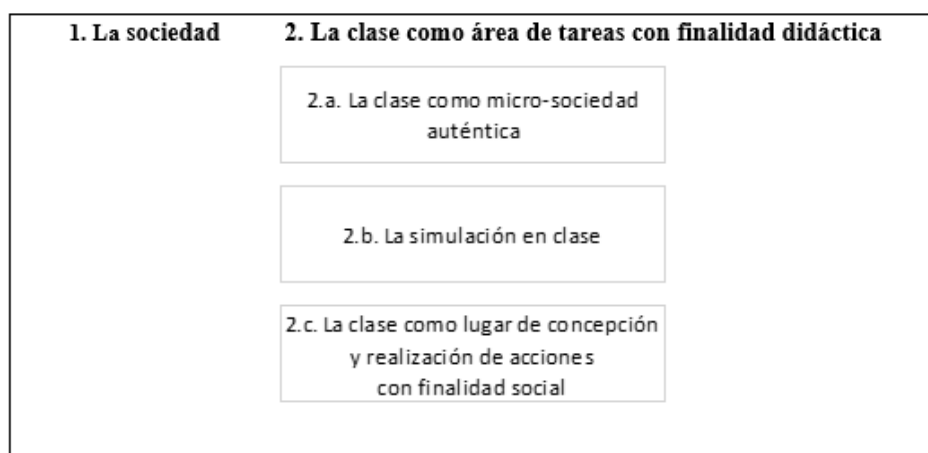 1. La sociedad 2. La clase como área de tareas con finalidad didáctica
2.a. La clase como micro-sociedad
auténtica
2.b. La simulación en clase
2.c. La clase como lugar de concepción
y realización de acciones
con finalidad social